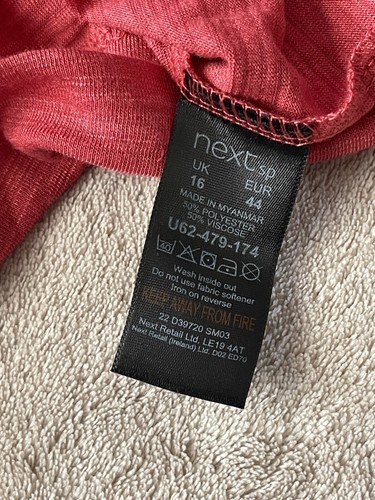 next sp
UK EUR
16 44
MADE IN MYANMAR
50% POLYESTER
50% VISCOSE
U62-479-174
40
Wash inside out
Do not use fabric softener
Iron on reverse
KEEP AWAY FROM FIRE
22 D39720 SM03
Next Retail Ltd. LE19 4AT
Next Retail (Ireland) Ltd. D02 ED70